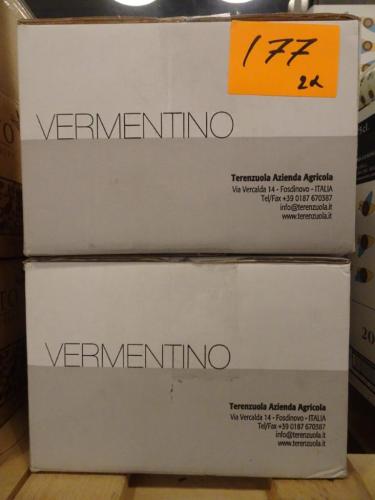 177
2x
VERMENTINO
Terenzuola Azienda Agricola
Via Vercalda 14 - Fosdinovo - ITALIA
Tel/Fax +39 0187 670387
info@terenzuola.it
www.terenzuola.it
VERMENTINO
Terenzuola Azienda Agricola
Via Vercalda 14 - Fosdinovo - ITALIA
Tel/Fax +39 0187 670387
info@terenzuola.it
www.terenzuola.it